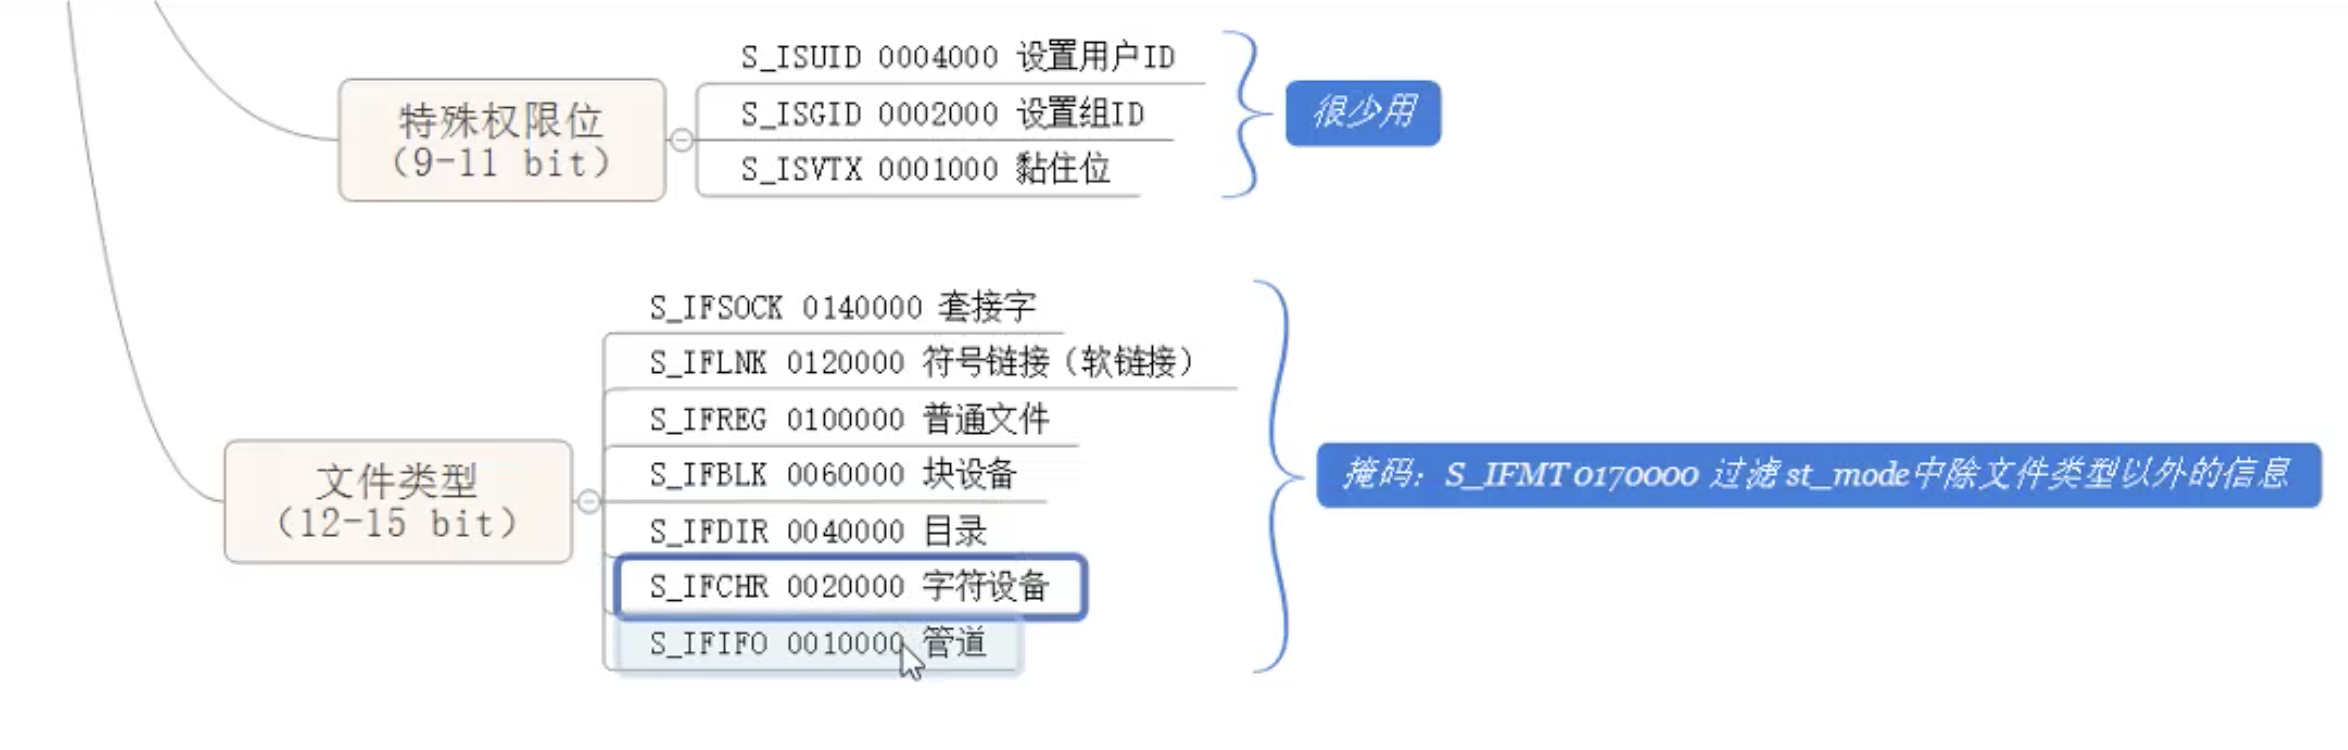 特殊权限位
(9-11 bit)
S_ISUID 0004000 设置用户ID
S_ISGID 0002000 设置组ID
S_ISVTX 0001000 黏住位
很少用
文件类型
(12-15 bit)
S_IFSOCK 0140000 套接字
S_IFLNK 0120000 符号链接（软链接）
S_IFREG 0100000 普通文件
S_IFBLK 0060000 块设备
S_IFDIR 0040000 目录
S_IFCHR 0020000 字符设备
S_IFIFO 0010000 管道
掩码：S_IFMT 0170000 过滤 st_mode中除文件类型以外的信息